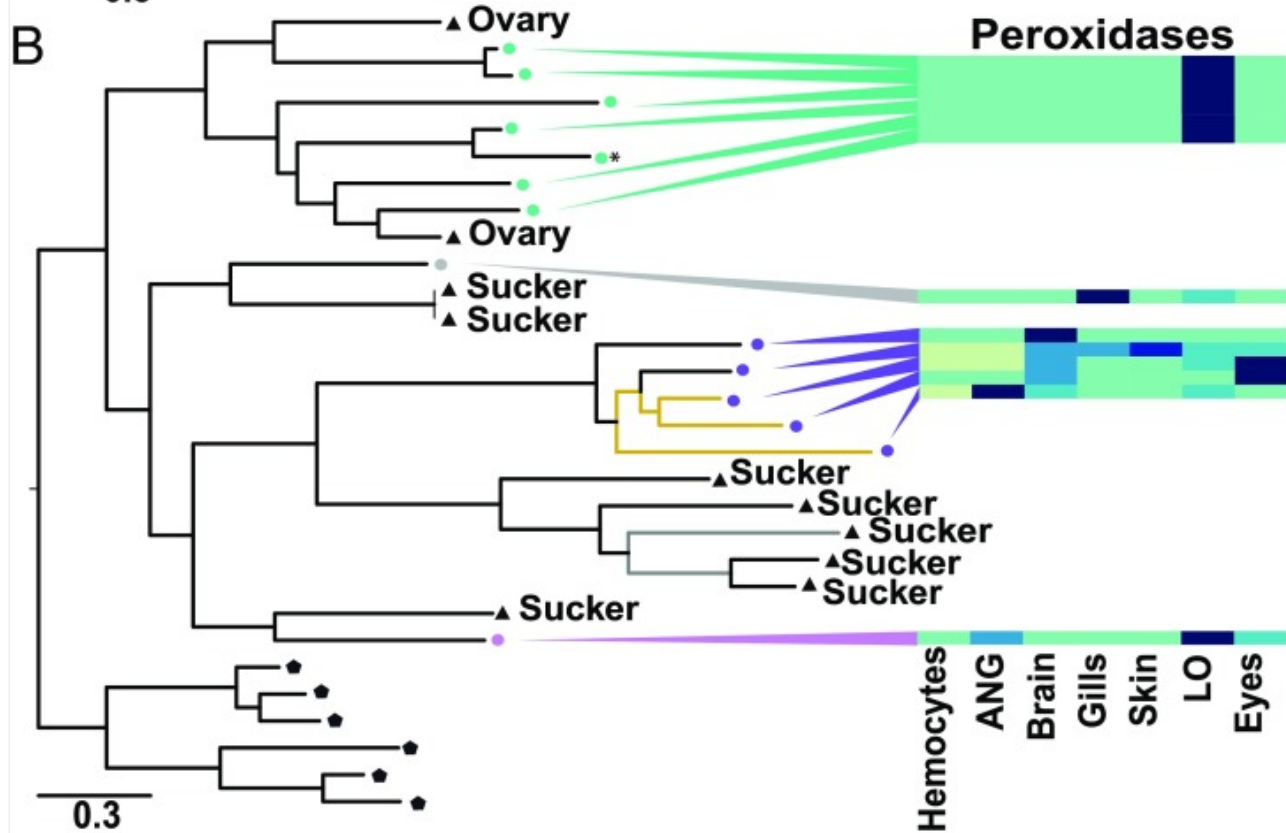 B
Ovary
Peroxidases
*
Ovary
Sucker
Sucker
Sucker
Sucker
Sucker
Sucker
Sucker
Sucker
Hemocytes
ANG
Brain
Gills
Skin
LO
Eyes
0.3